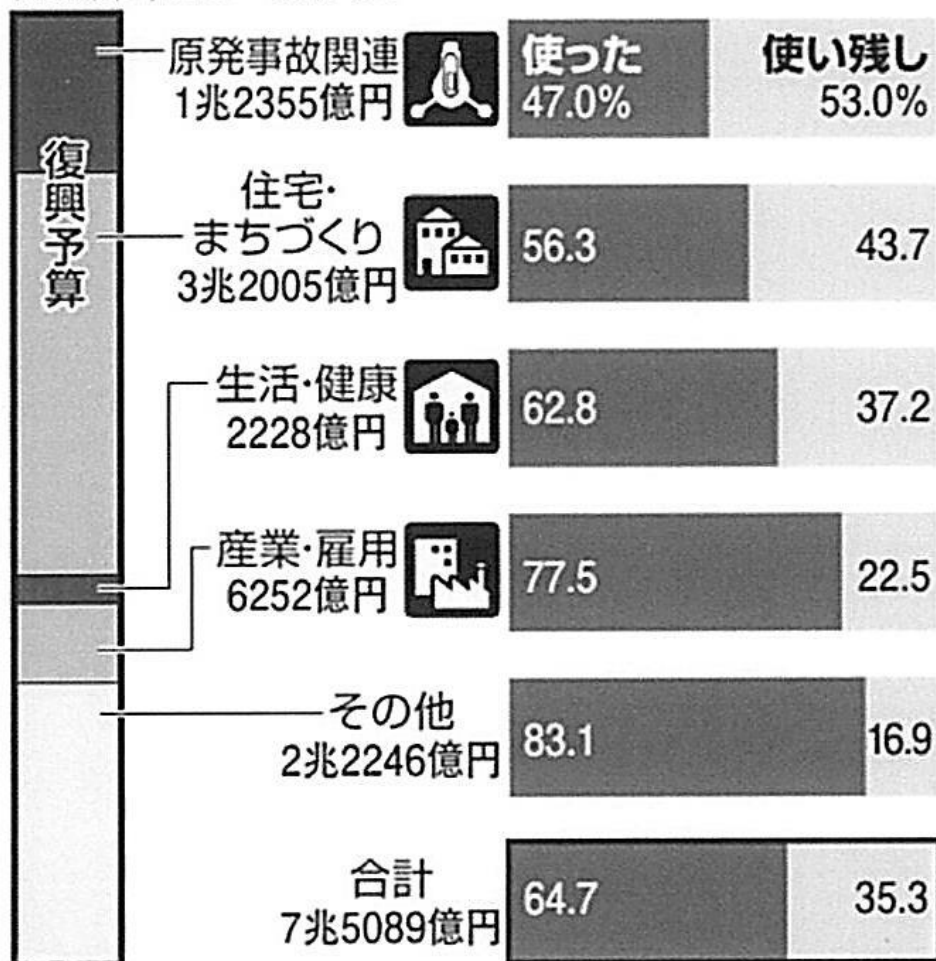 復興予算
原発事故関連
1兆2355億円
使った
47.0%
使い残し
53.0%
住宅・
まちづくり
3兆2005億円
56.3
43.7
生活・健康
2228億円
62.8
37.2
産業・雇用
6252億円
77.5
22.5
その他
2兆2246億円
83.1
16.9
合計
7兆5089億円
64.7
35.3